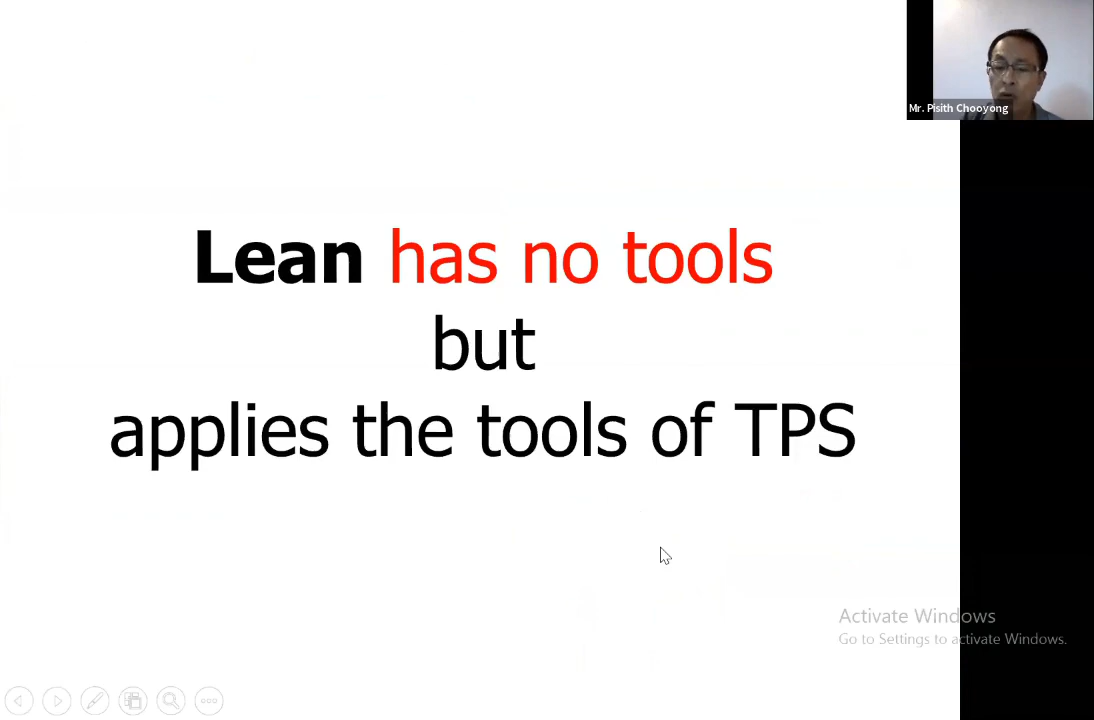 Mr. Pisith Chooyong
Lean has no tools
but
applies the tools of TPS
Activate Windows
Go to Settings to activate Windows.